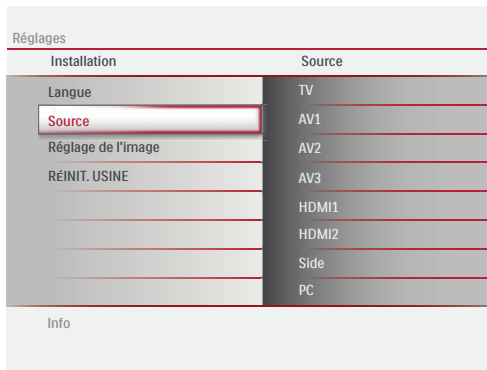 Réglages
Installation Source
Langue TV
Source AV1
Réglage de l'image AV2
RÉINIT. USINE AV3
HDMI1
HDMI2
Side
PC
Info